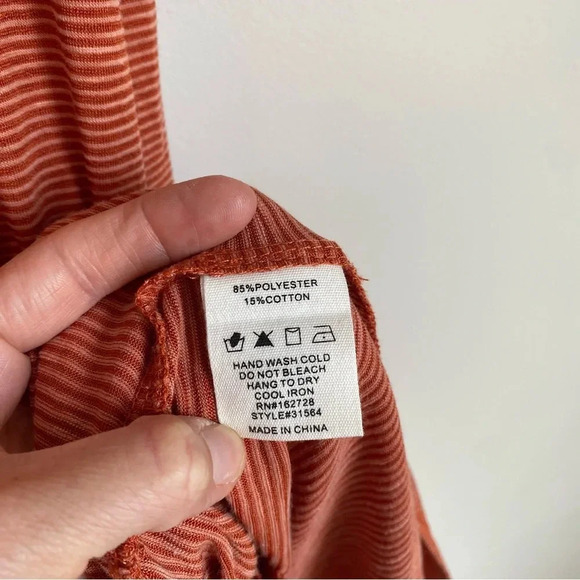 85%POLYESTER
15%COTTON
HAND WASH COLD
DO NOT BLEACH
HANG TO DRY
COOL IRON
RN#162728
STYLE#31564
MADE IN CHINA